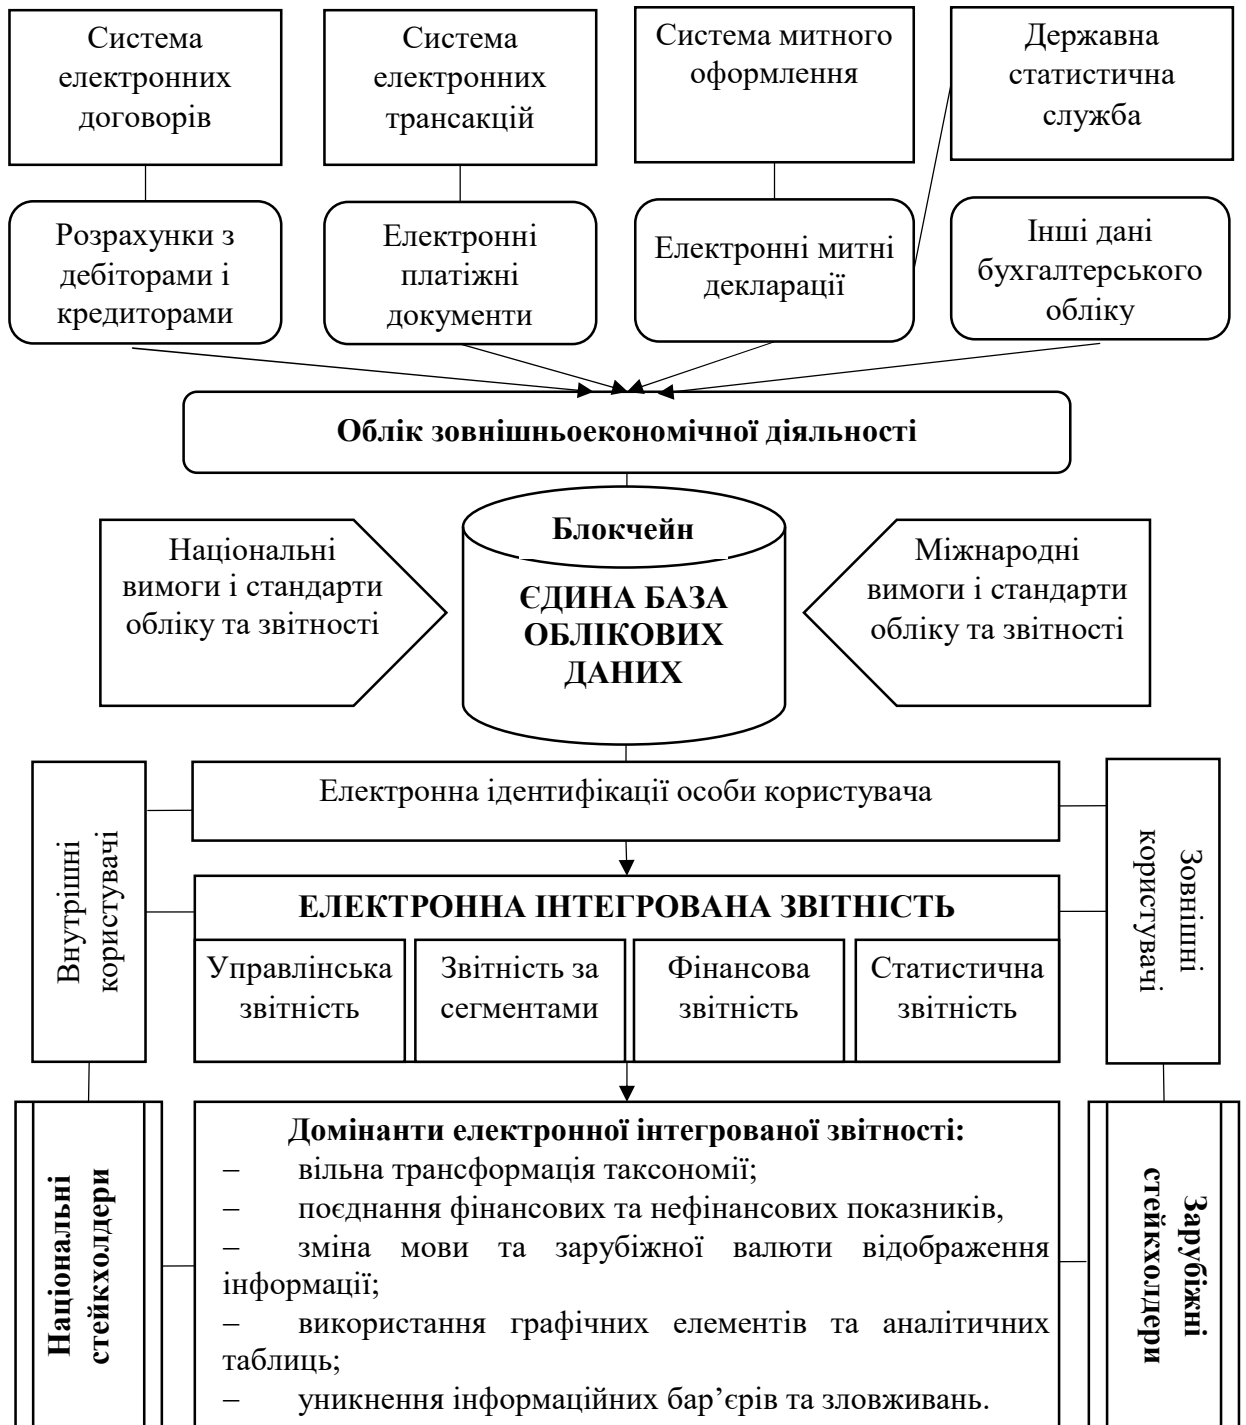 Система
електронних
договорів
Система
електронних
трансакцій
Система митного
оформлення
Державна
статистична
служба
Розрахунки з
дебіторами і
кредиторами
Електронні
платіжні
документи
Електронні митні
декларації
Інші дані
бухгалтерського
обліку
Облік зовнішньоекономічної діяльності
Національні
вимоги і стандарти
обліку та звітності
Блокчейн
ЄДИНА БАЗА
ОБЛІКОВИХ
ДАНИХ
Міжнародні
вимоги і стандарти
обліку та звітності
Внутрішні
користувачі
Електронна ідентифікації особи користувача
Зовнішні
користувачі
ЕЛЕКТРОННА ІНТЕГРОВАНА ЗВІТНІСТЬ
Управлінська
звітність
Звітність за
сегментами
Фінансова
звітність
Статистична
звітність
Національні
стейкхолдери
Домінанти електронної інтегрованої звітності:
– вільна трансформація таксономії;
– поєднання фінансових та нефінансових показників,
– зміна мови та зарубіжної валюти відображення
інформації;
– використання графічних елементів та аналітичних
таблиць;
– уникнення інформаційних бар’єрів та зловживань.
Зарубіжні
стейкхолдери